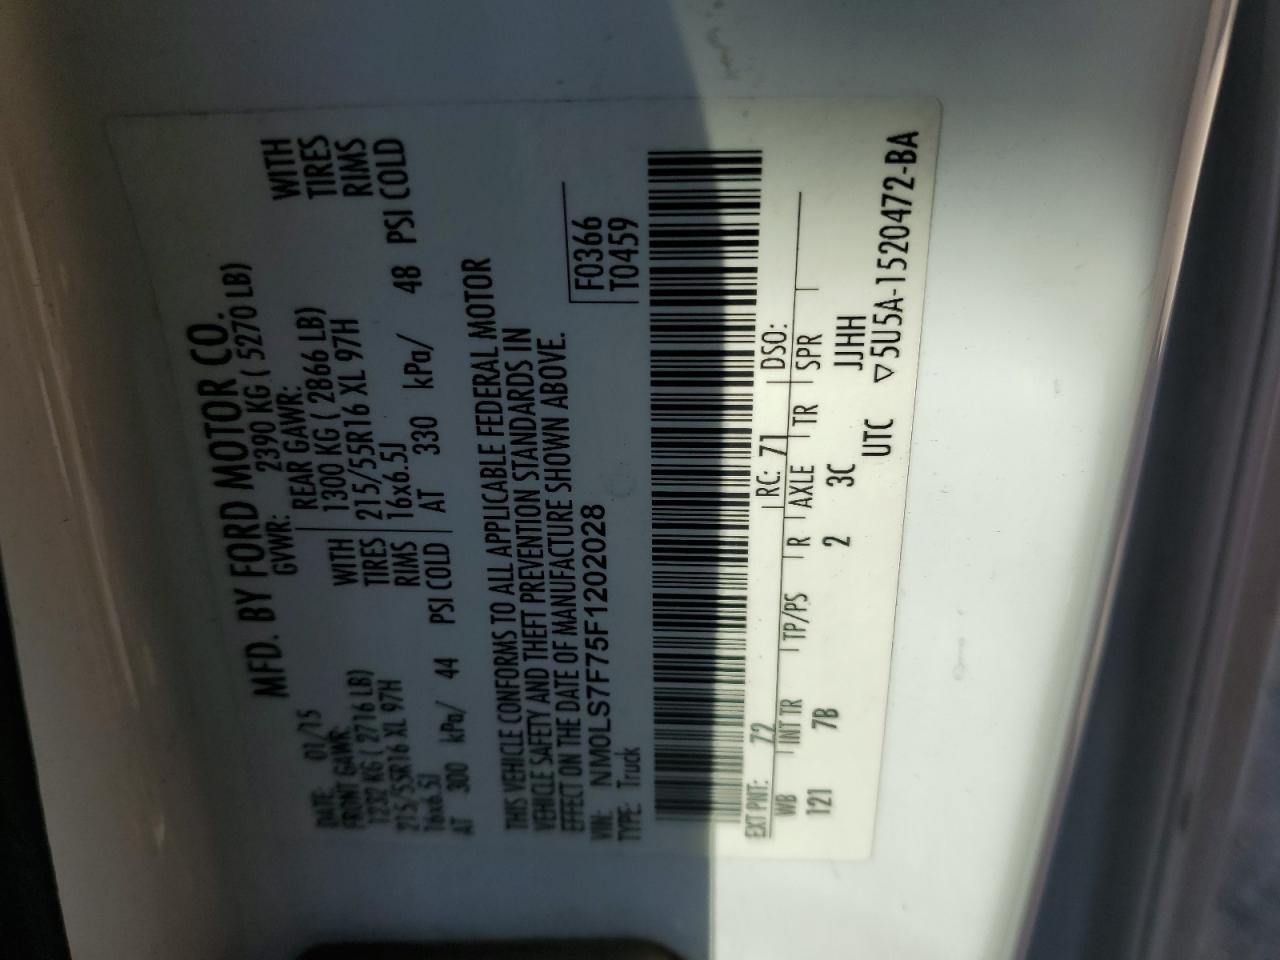 MFD. BY FORD MOTOR CO.
DATE: 01/15 GVWR: 2390 KG ( 5270 LB)
FRONT GAWR: REAR GAWR:
1232 KG ( 2716 LB) WITH 1300 KG ( 2866 LB) WITH
215/55R16 XL 97H TIRES 215/55R16 XL 97H TIRES
16x6.5J RIMS 16x6.5J RIMS
AT 300 kPa/ 44 PSI COLD AT 330 kPa/ 48 PSI COLD
THIS VEHICLE CONFORMS TO ALL APPLICABLE FEDERAL MOTOR
VEHICLE SAFETY AND THEFT PREVENTION STANDARDS IN
EFFECT ON THE DATE OF MANUFACTURE SHOWN ABOVE.
VIN: NM0LS7F75F1202028 F0366
TYPE: Truck T0459
EXT PNT: 72 RC: 71 DSO:
WB INT TR TP/PS R AXLE TR SPR
121 7B 2 3C JJHH
UTC ▽5U5A-1520472-BA